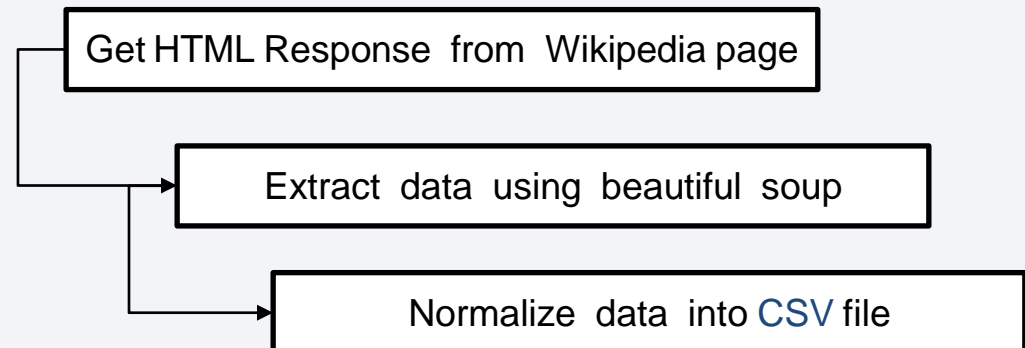 Get HTML Response from Wikipedia page
Extract data using beautiful soup
Normalize data into CSV file